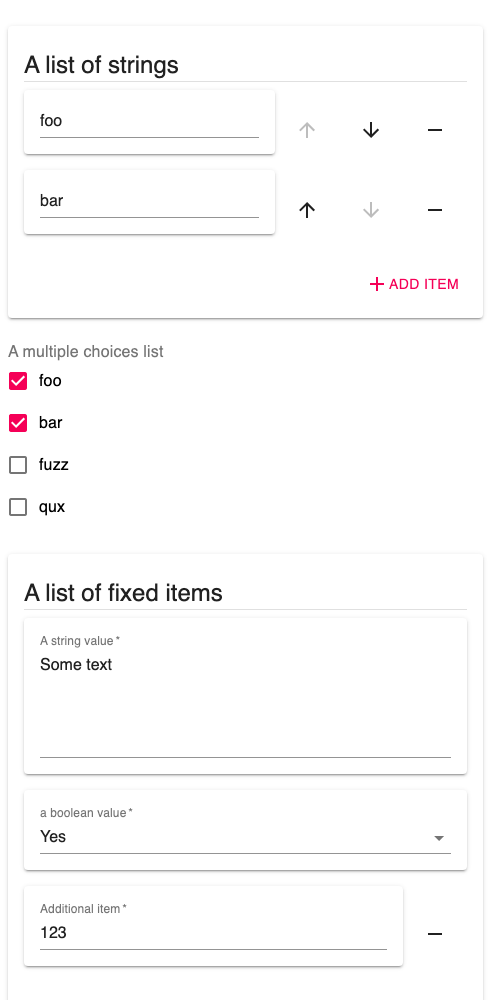 A list of strings
foo
bar
ADD ITEM
A multiple choices list
foo
bar
fuzz
qux
A list of fixed items
A string value *
Some text
a boolean value *
Yes
Additional item *
123